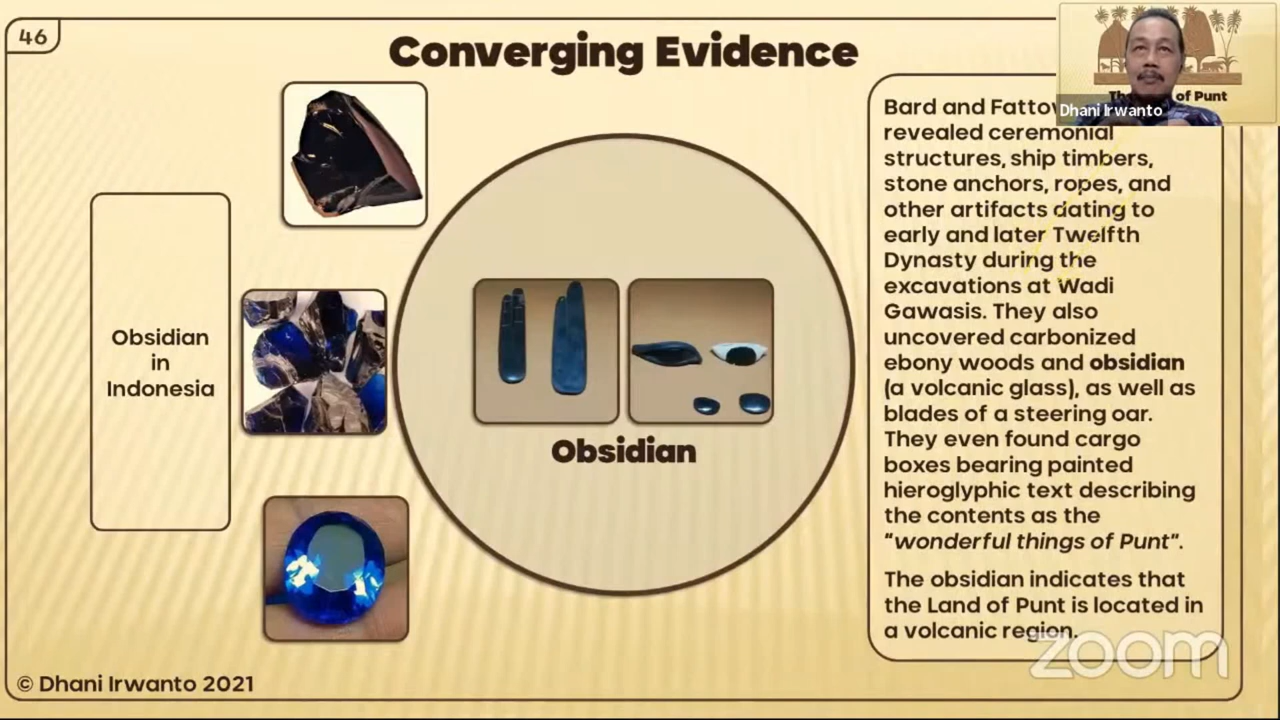 46
Converging Evidence
of Punt
Dhani Irwanto
Bard and
revealed ceremonial
structures, ship timbers,
stone anchors, ropes, and
other artifacts dating to
early and later Twelfth
Dynasty during the
excavations at Wadi
Gawasis. They also
uncovered carbonized
ebony woods and obsidian
(a volcanic glass), as well as
blades of a steering oar.
They even found cargo
boxes bearing painted
hieroglyphic text describing
the contents as the
"wonderful things of Punt".
The obsidian indicates that
the Land of Punt is located in
a volcanic region.
Obsidian
in
Indonesia
Obsidian
zoom
© Dhani Irwanto 2021